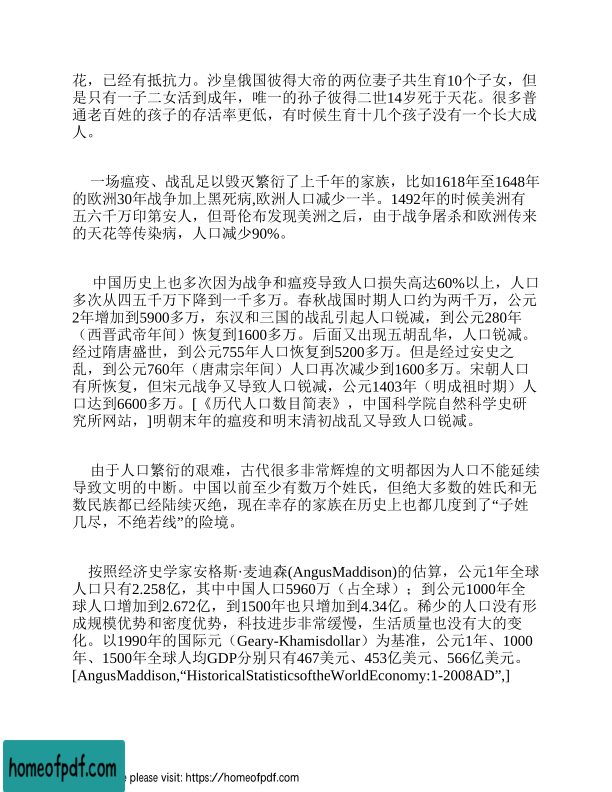 花，已经有抵抗力。沙皇俄国彼得大帝的两位妻子共生育10个子女，但
是只有一子二女活到成年，唯一的孙子彼得二世14岁死于天花。很多普
通老百姓的孩子的存活率更低，有时候生育十几个孩子没有一个长大成
人。
一场瘟疫、战乱足以毁灭繁衍了上千年的家族，比如1618年至1648年
的欧洲30年战争加上黑死病,欧洲人口减少一半。1492年的时候美洲有
五六千万印第安人，但哥伦布发现美洲之后，由于战争屠杀和欧洲传来
的天花等传染病，人口减少90%。
中国历史上也多次因为战争和瘟疫导致人口损失高达60%以上，人口
多次从四五千万下降到一千多万。春秋战国时期人口约为两千万，公元
2年增加到5900多万，东汉和三国的战乱引起人口锐减，到公元280年
（西晋武帝年间）恢复到1600多万。后面又出现五胡乱华，人口锐减。
经过隋唐盛世，到公元755年人口恢复到5200多万。但是经过安史之
乱，到公元760年（唐肃宗年间）人口再次减少到1600多万。宋朝人口
有所恢复，但宋元战争又导致人口锐减，公元1403年（明成祖时期）人
口达到6600多万。[《历代人口数目简表》，中国科学院自然科学史研
究所网站，]明朝末年的瘟疫和明末清初战乱又导致人口锐减。
由于人口繁衍的艰难，古代很多非常辉煌的文明都因为人口不能延续
导致文明的中断。中国以前至少有数万个姓氏，但绝大多数的姓氏和无
数民族都已经陆续灭绝，现在幸存的家族在历史上也都几度到了“子姓
几尽，不绝若线”的险境。
按照经济史学家安格斯·麦迪森(AngusMaddison)的估算，公元1年全球
人口只有2.258亿，其中中国人口5960万（占全球）；到公元1000年全
球人口增加到2.672亿，到1500年也只增加到4.34亿。稀少的人口没有形
成规模优势和密度优势，科技进步非常缓慢，生活质量也没有大的变
化。以1990年的国际元（Geary-Khamisdollar）为基准，公元1年、1000
年、1500年全球人均GDP分别只有467美元、453亿美元、566亿美元。
[AngusMaddison,“HistoricalStatisticsoftheWorldEconomy:1-2008AD”,]
homeofpdf.com
please visit: https://homeofpdf.com